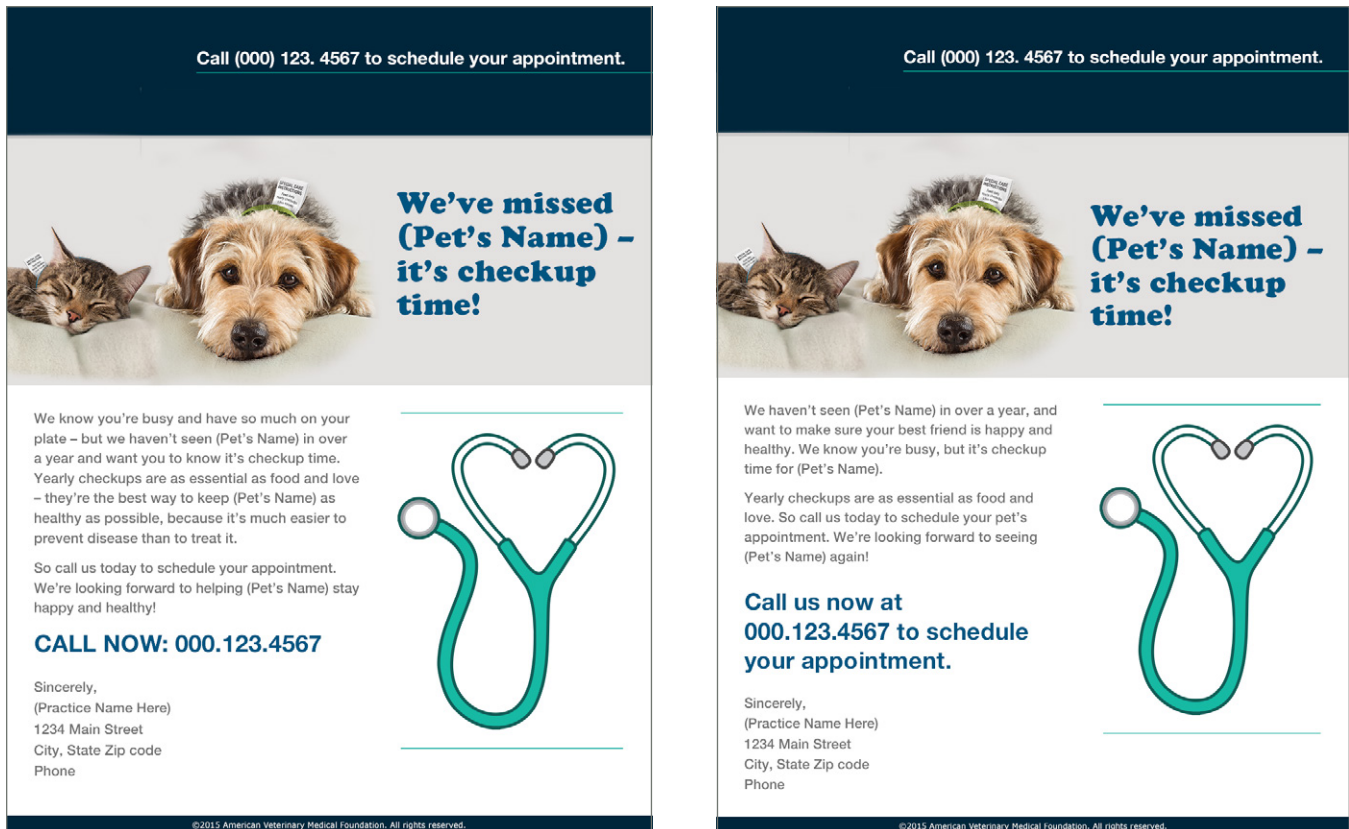 Call (000) 123. 4567 to schedule your appointment.
SPECIAL CARE
INSTRUCTIONS
We've missed
(Pet's Name) –
it's checkup
time!
We know you're busy and have so much on your
plate – but we haven't seen (Pet's Name) in over
a year and want you to know it's checkup time.
Yearly checkups are as essential as food and love
– they're the best way to keep (Pet's Name) as
healthy as possible, because it's much easier to
prevent disease than to treat it.
So call us today to schedule your appointment.
We're looking forward to helping (Pet's Name) stay
happy and healthy!
CALL NOW: 000.123.4567
Sincerely,
(Practice Name Here)
1234 Main Street
City, State Zip code
Phone
©2015 American Veterinary Medical Foundation. All rights reserved.
Call (000) 123. 4567 to schedule your appointment.
SPECIAL CARE
INSTRUCTIONS
We've missed
(Pet's Name) –
it's checkup
time!
We haven't seen (Pet's Name) in over a year, and
want to make sure your best friend is happy and
healthy. We know you're busy, but it's checkup
time for (Pet's Name).
Yearly checkups are as essential as food and
love. So call us today to schedule your pet's
appointment. We're looking forward to seeing
(Pet's Name) again!
Call us now at
000.123.4567 to schedule
your appointment.
Sincerely,
(Practice Name Here)
1234 Main Street
City, State Zip code
Phone
©2015 American Veterinary Medical Foundation. All rights reserved.